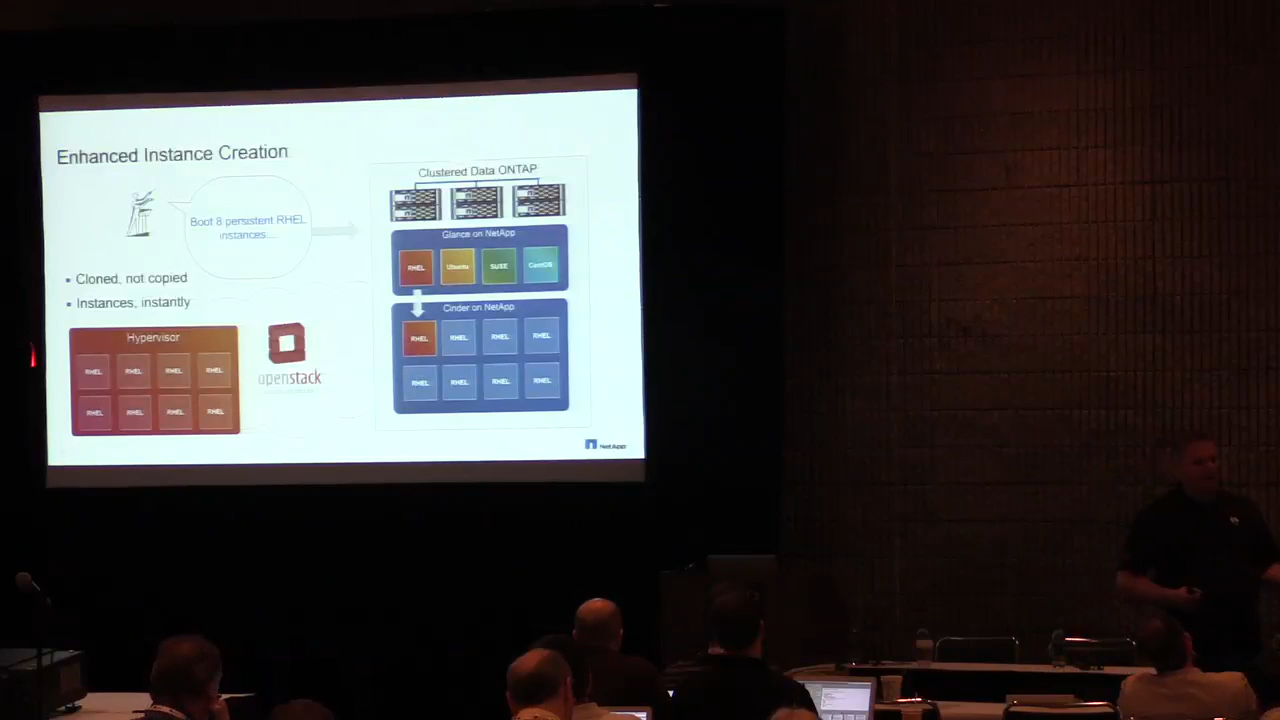 Enhanced Instance Creation
Boot 8 persistent RHEL
instances...
Cloned, not copied
Instances, instantly
Hypervisor
RHEL RHEL RHEL RHEL
RHEL RHEL RHEL RHEL
openstack
Clustered Data ONTAP
Glance on NetApp
RHEL Ubuntu SUSE CentOS
Cinder on NetApp
RHEL RHEL RHEL RHEL
RHEL RHEL RHEL RHEL
NetApp